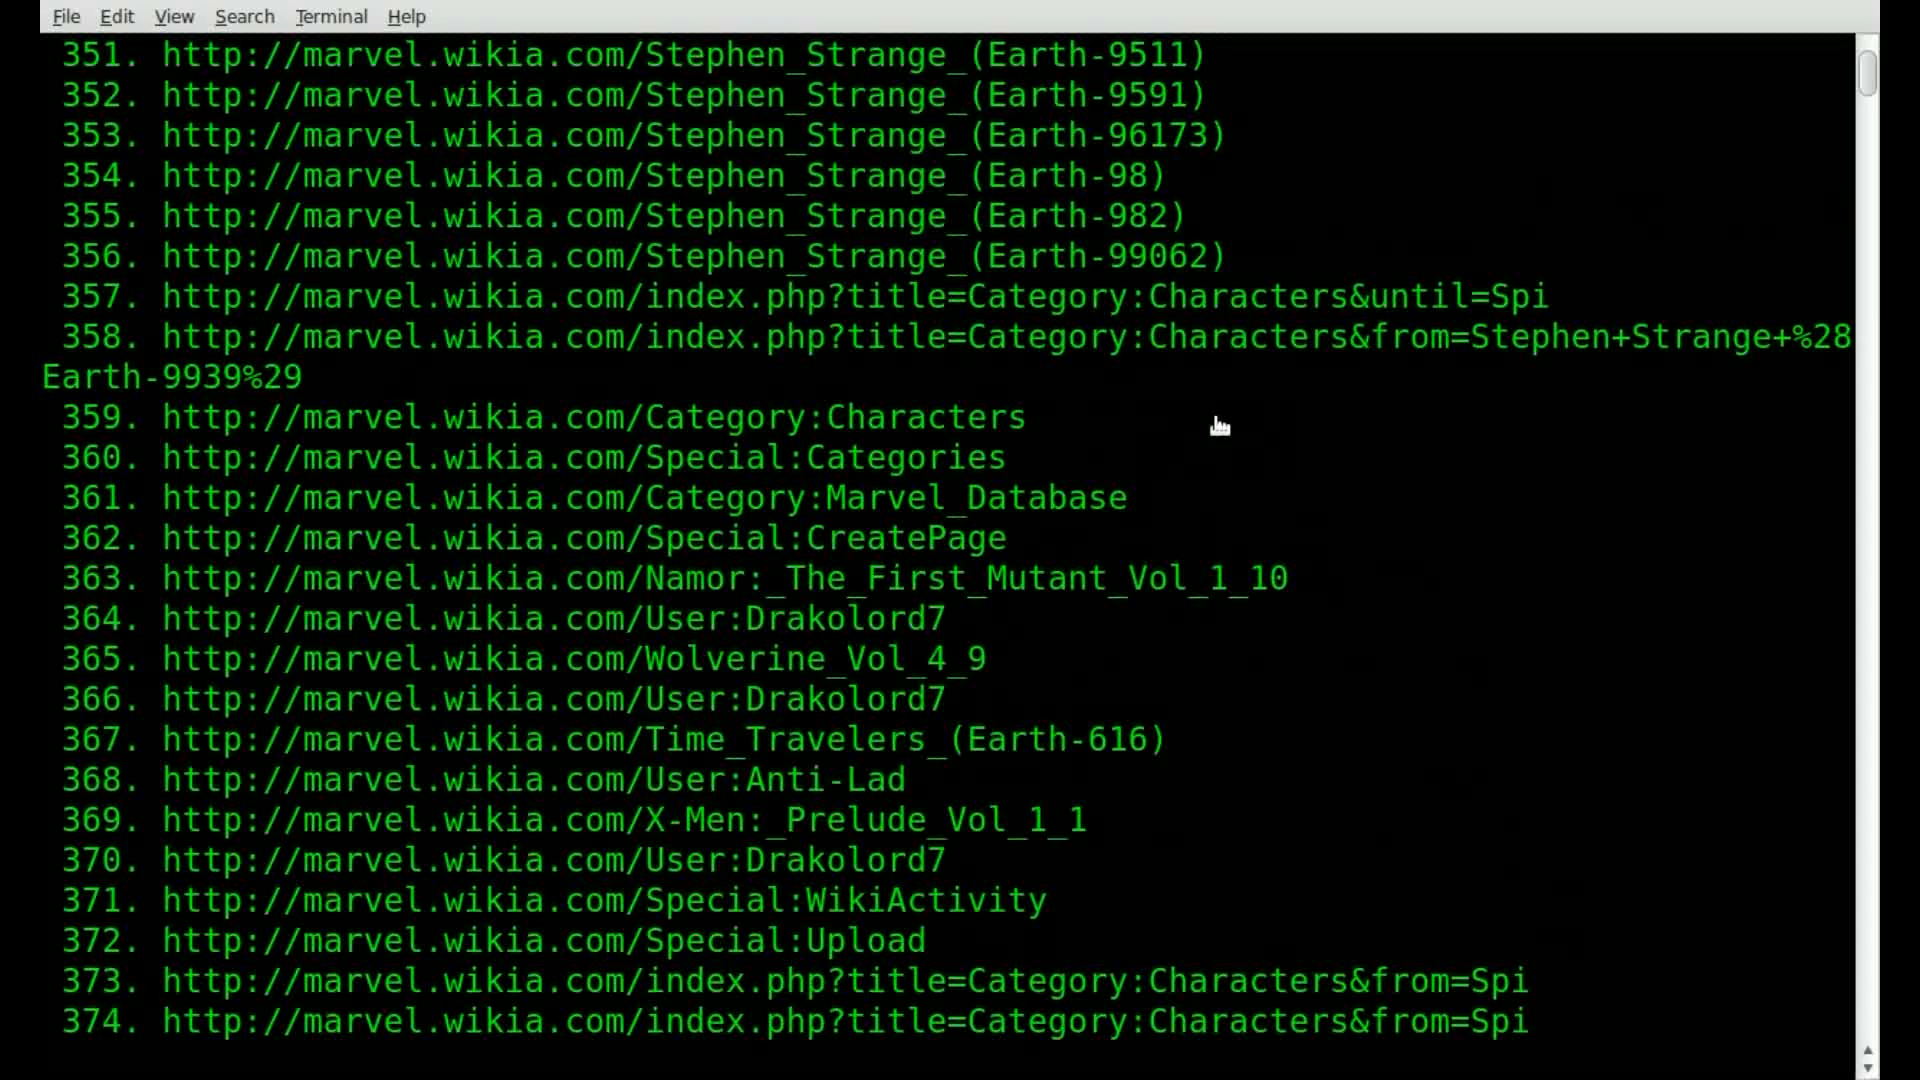 File Edit View Search Terminal Help
351. http://marvel.wikia.com/Stephen_Strange_(Earth-9511)
352. http://marvel.wikia.com/Stephen_Strange_(Earth-9591)
353. http://marvel.wikia.com/Stephen_Strange_(Earth-96173)
354. http://marvel.wikia.com/Stephen_Strange_(Earth-98)
355. http://marvel.wikia.com/Stephen_Strange_(Earth-982)
356. http://marvel.wikia.com/Stephen_Strange_(Earth-99062)
357. http://marvel.wikia.com/index.php?title=Category:Characters&until=Spi
358. http://marvel.wikia.com/index.php?title=Category:Characters&from=Stephen+Strange+%28
Earth-9939%29
359. http://marvel.wikia.com/Category:Characters
360. http://marvel.wikia.com/Special:Categories
361. http://marvel.wikia.com/Category:Marvel_Database
362. http://marvel.wikia.com/Special:CreatePage
363. http://marvel.wikia.com/Namor:_The_First_Mutant_Vol_1_10
364. http://marvel.wikia.com/User:Drakolord7
365. http://marvel.wikia.com/Wolverine_Vol_4_9
366. http://marvel.wikia.com/User:Drakolord7
367. http://marvel.wikia.com/Time_Travelers_(Earth-616)
368. http://marvel.wikia.com/User:Anti-Lad
369. http://marvel.wikia.com/X-Men:_Prelude_Vol_1_1
370. http://marvel.wikia.com/User:Drakolord7
371. http://marvel.wikia.com/Special:WikiActivity
372. http://marvel.wikia.com/Special:Upload
373. http://marvel.wikia.com/index.php?title=Category:Characters&from=Spi
374. http://marvel.wikia.com/index.php?title=Category:Characters&from=Spi